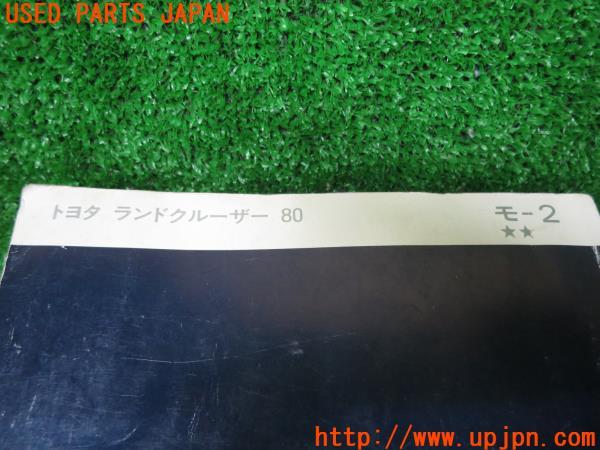 USED PARTS JAPAN
トヨタ ランドクルーザー 80
モ-2
★★
http://www.upjpn.com